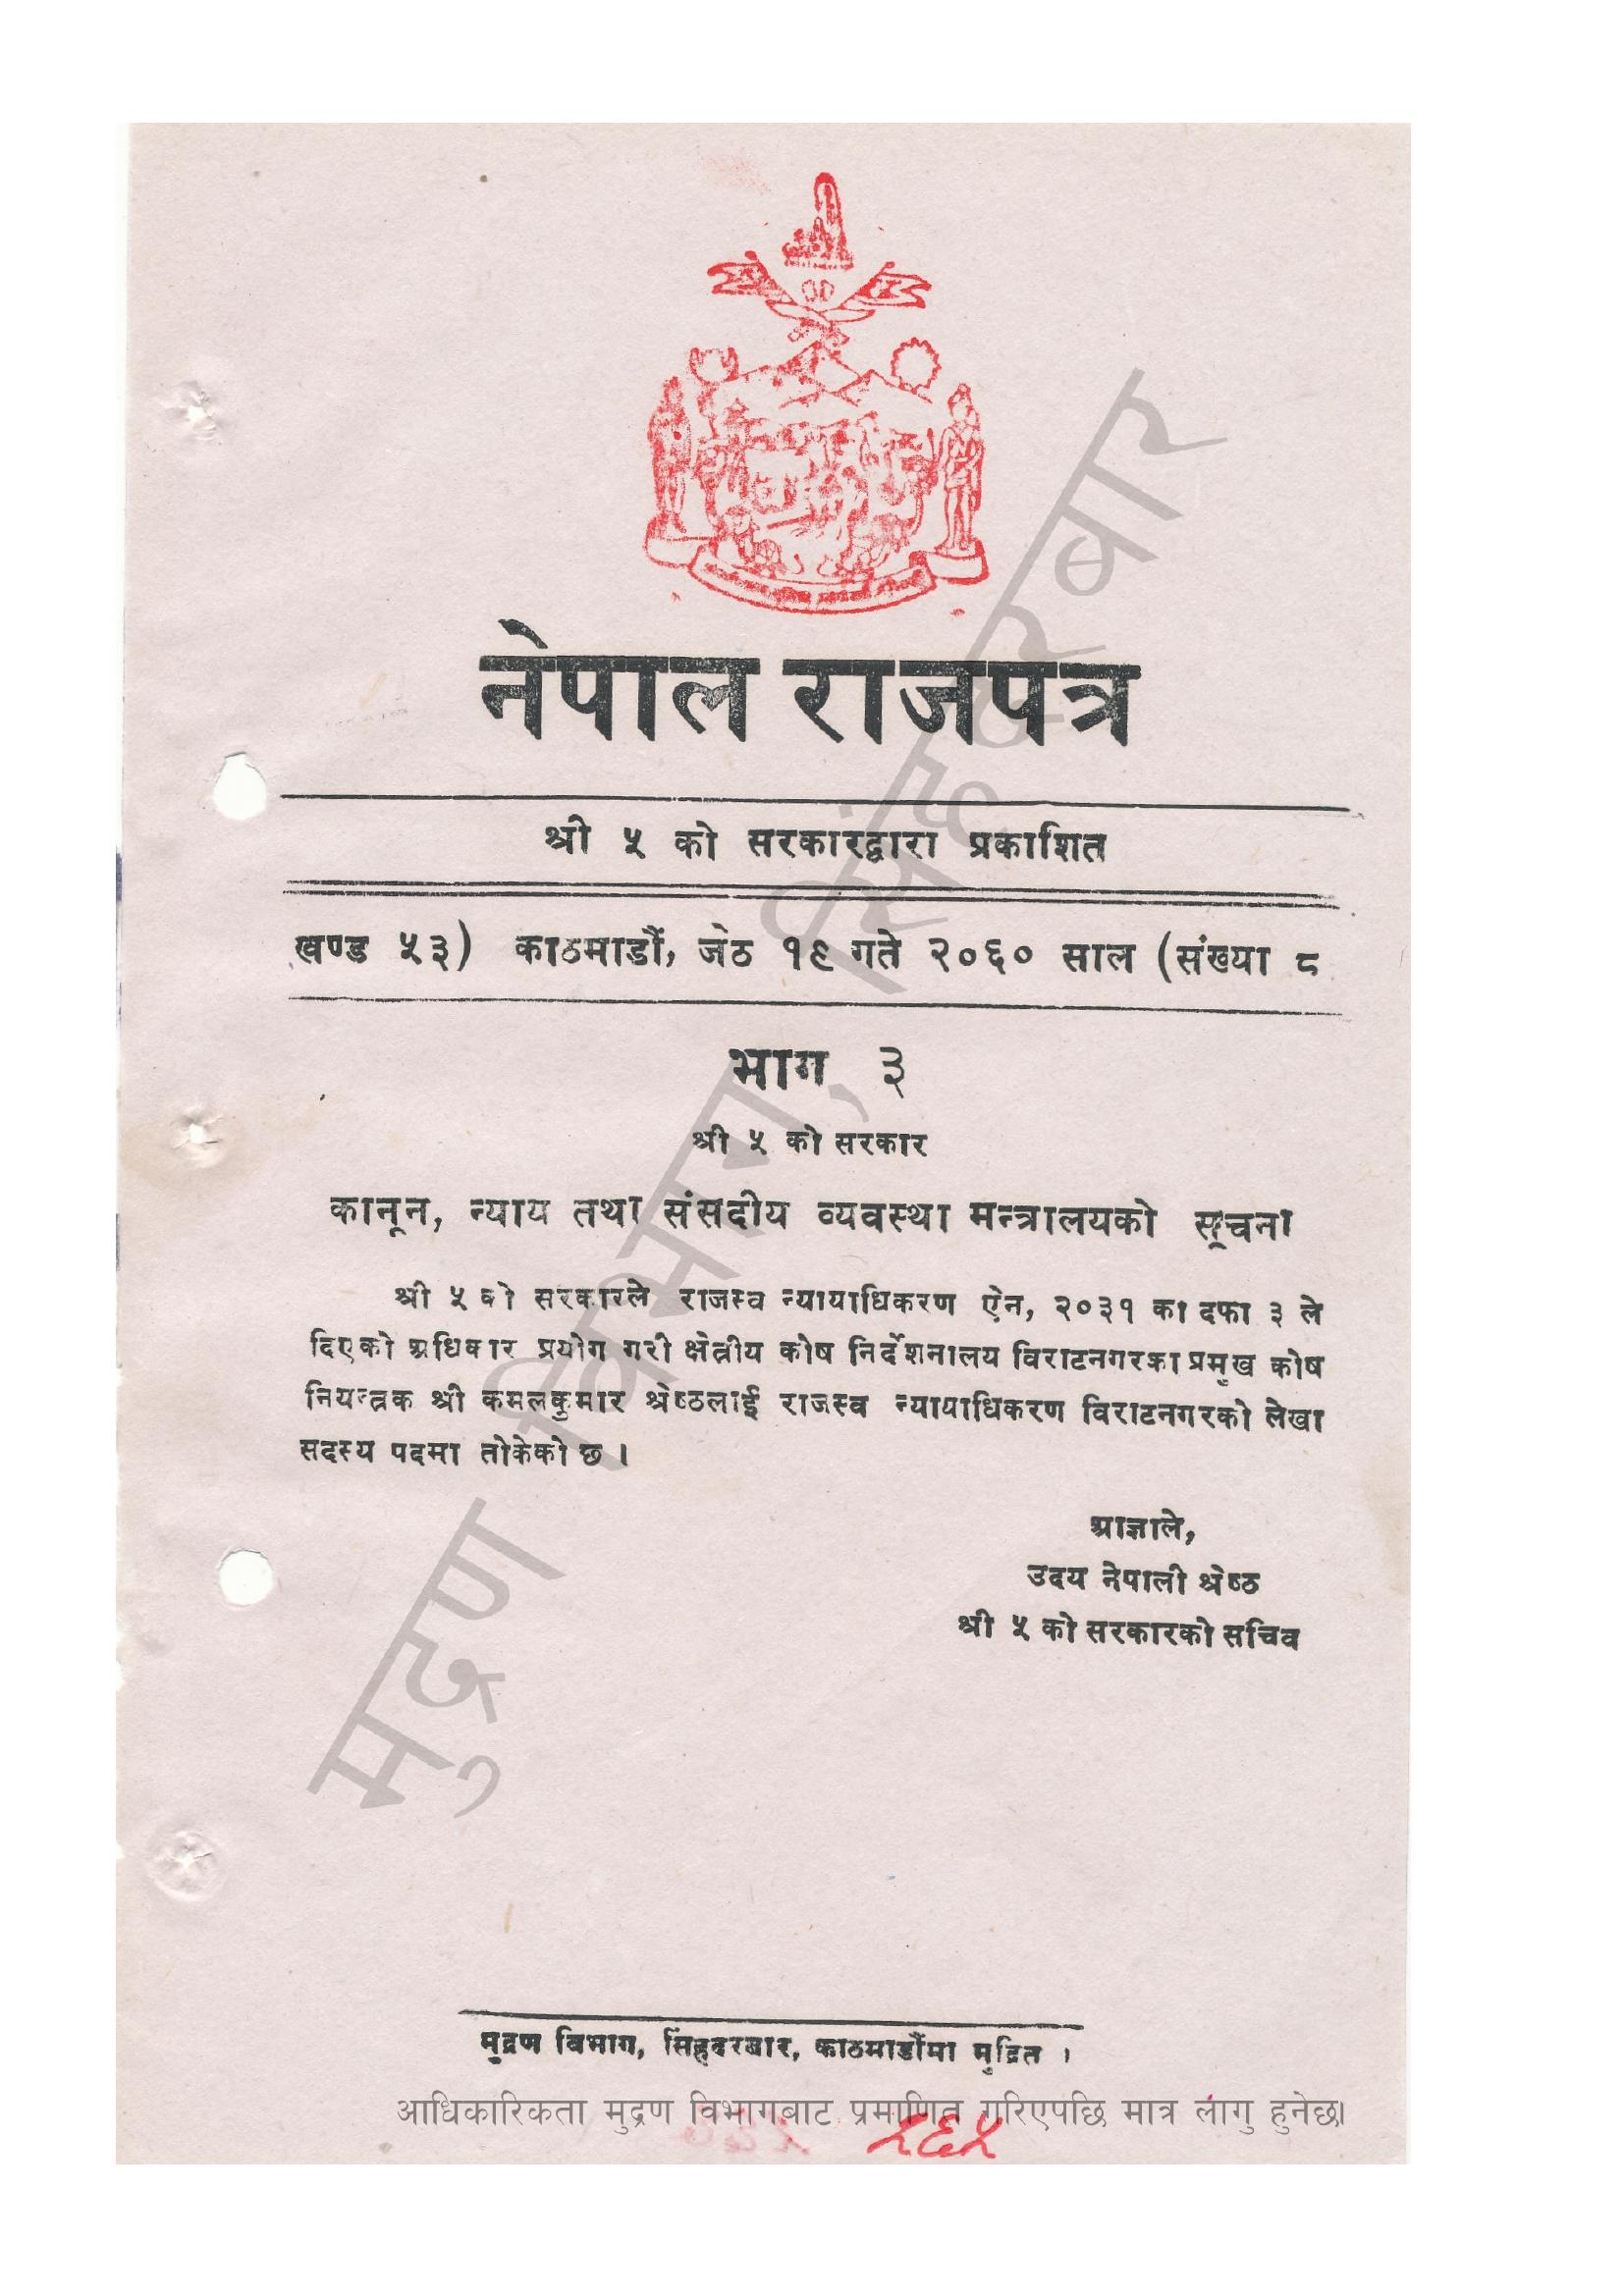 नेपाल राजपत्र
श्री ५ को सरकारद्वारा प्रकाशित
खण्ड ५३) काठमाडौं, जेठ १९ गते २०६० साल (संख्या ८
भाग ३
श्री ५ को सरकार
कानून, न्याय तथा संसदीय व्यवस्था मन्त्रालयको सूचना
श्री ५ को सरकारले राजस्व न्यायाधिकरण ऐन, २०३१ का दफा ३ ले
दिएको अधिकार प्रयोग गरी क्षेत्रीय कोष निर्देशनालय विराटनगरका प्रमुख कोष
नियन्त्रक श्री कमलकुमार श्रेष्ठलाई राजस्व न्यायाधिकरण विराटनगरको लेखा
सदस्य पदमा तोकेको छ ।
आज्ञाले,
उदय नेपाली श्रेष्ठ
श्री ५ को सरकारको सचिव
मुद्रण विभाग, सिंहदरबार
मुद्रण विभाग, सिंहदरबार, काठमाडौंमा मुद्रित ।
आधिकारिकता मुद्रण विभागबाट प्रमाणित गरिएपछि मात्र लागु हुनेछ।